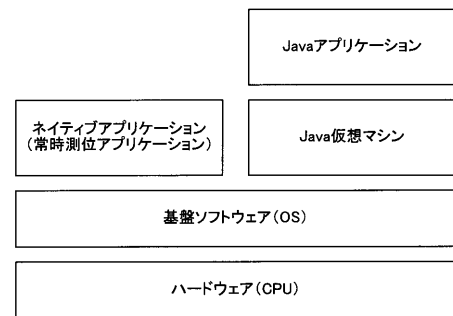 Javaアプリケーション
ネイティブアプリケーション
(常時測位アプリケーション)
Java仮想マシン
基盤ソフトウェア(OS)
ハードウェア(CPU)